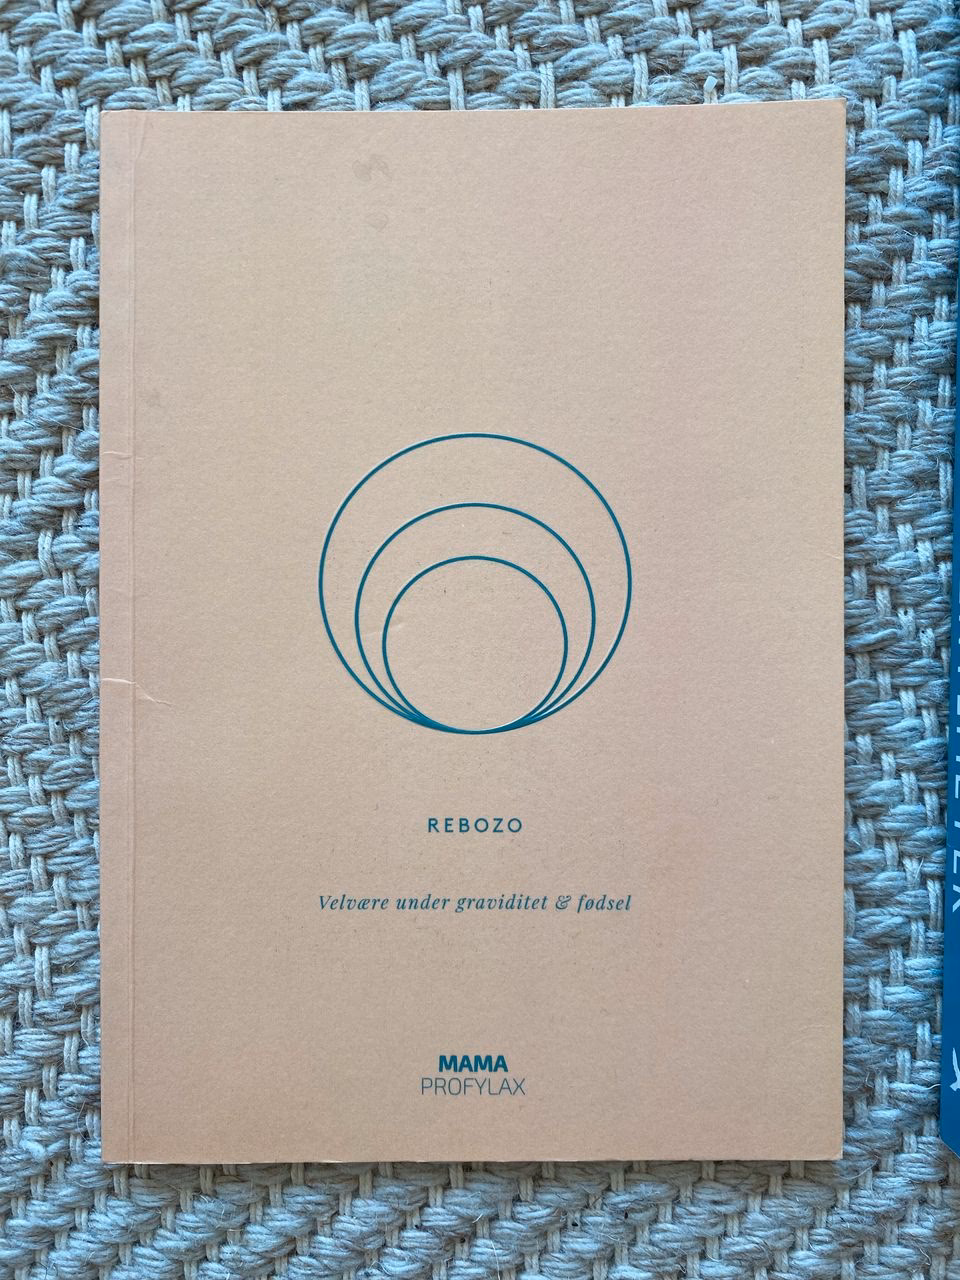 REBOZO
Velvære under graviditet & fødsel
MAMA
PROFYLAX